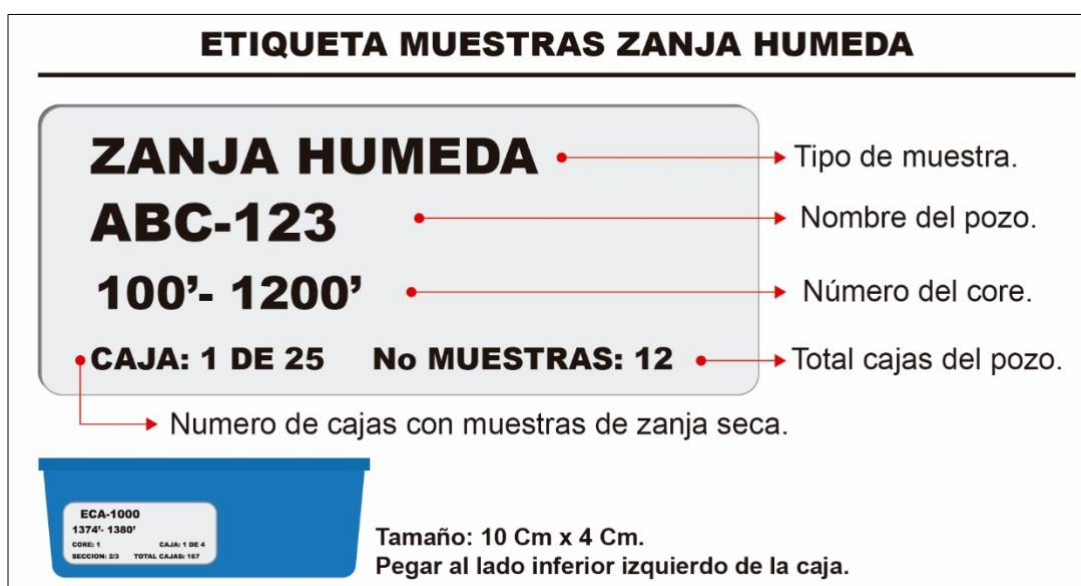 ETIQUETA MUESTRAS ZANJA HUMEDA
ZANJA HUMEDA
Tipo de muestra.
ABC-123
Nombre del pozo.
100’- 1200’
Número del core.
CAJA: 1 DE 25 No MUESTRAS: 12
Total cajas del pozo.
Numero de cajas con muestras de zanja seca.
ECA-1000
1374’- 1380’
CORE: 1 CAJA: 1 DE 4
SECCION: 2/3 TOTAL CAJAS: 167
Tamaño: 10 Cm x 4 Cm.
Pegar al lado inferior izquierdo de la caja.